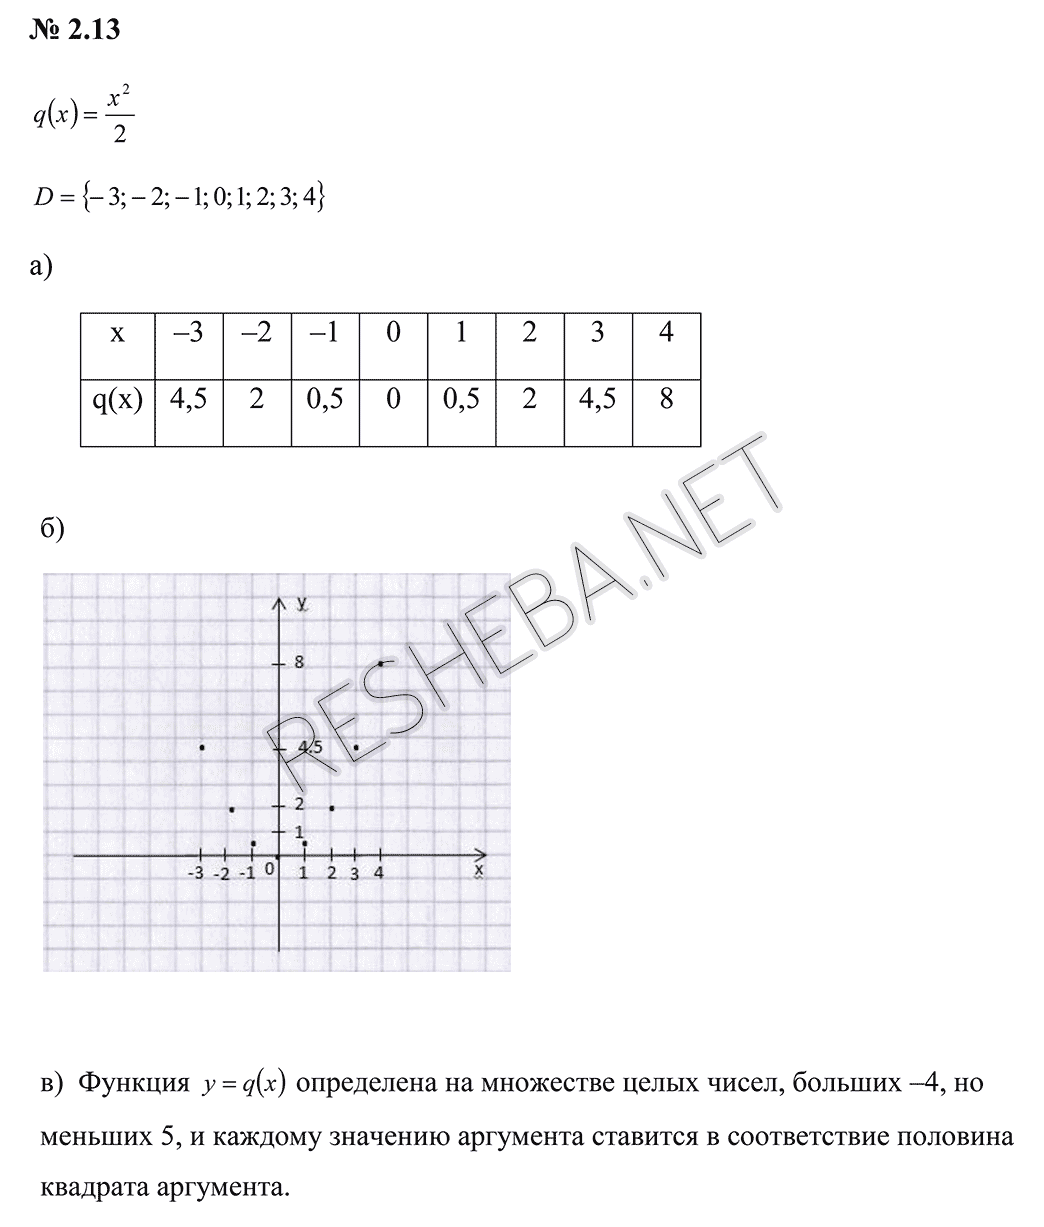 № 2.13
q(x) = x²/2
D = {– 3; – 2; – 1; 0; 1; 2; 3; 4}
а)
x –3 –2 –1 0 1 2 3 4
q(x) 4,5 2 0,5 0 0,5 2 4,5 8
б)
y
8
4.5
2
1
-3 -2 -1 0 1 2 3 4 x
RESHEBA.NET
в) Функция y = q(x) определена на множестве целых чисел, больших –4, но
меньших 5, и каждому значению аргумента ставится в соответствие половина
квадрата аргумента.